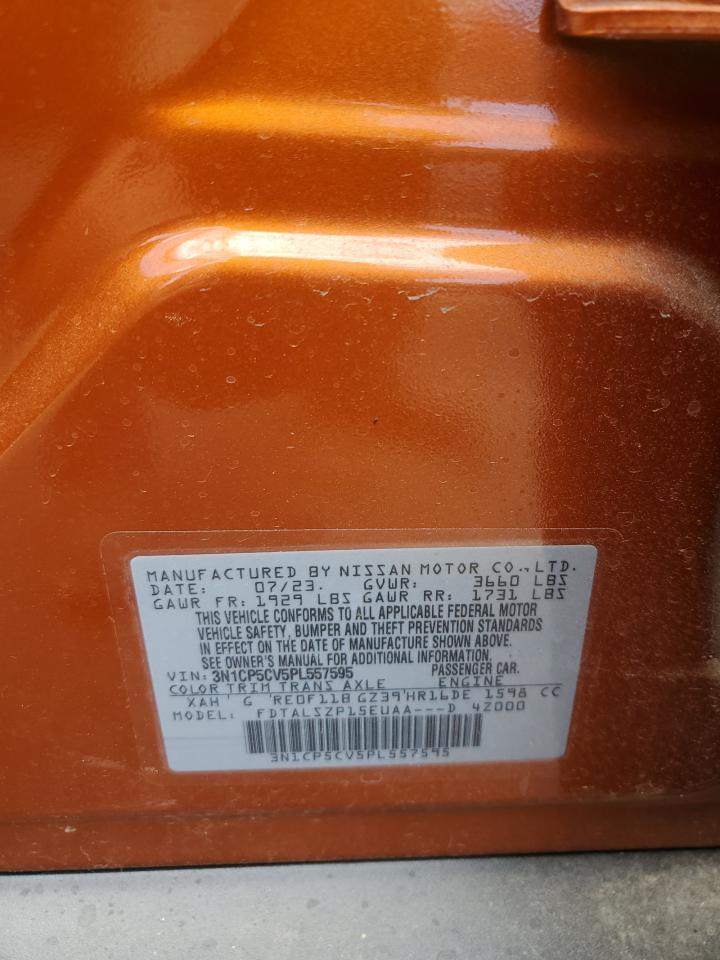 MANUFACTURED BY NISSAN MOTOR CO.,LTD.
DATE: 07/23. GVWR: 3660 LBS
GAWR FR: 1929 LBS GAWR RR: 1731 LBS
THIS VEHICLE CONFORMS TO ALL APPLICABLE FEDERAL MOTOR
VEHICLE SAFETY, BUMPER AND THEFT PREVENTION STANDARDS
IN EFFECT ON THE DATE OF MANUFACTURE SHOWN ABOVE.
SEE OWNER'S MANUAL FOR ADDITIONAL INFORMATION.
VIN: 3N1CP5CV5PL557595 PASSENGER CAR.
COLOR TRIM TRANS AXLE ENGINE
XAH ' G RE0F11B GZ39'HR16DE 1598 CC
MODEL: FDTALSZP15EUAA---D 4Z000
3N1CP5CV5PL557595